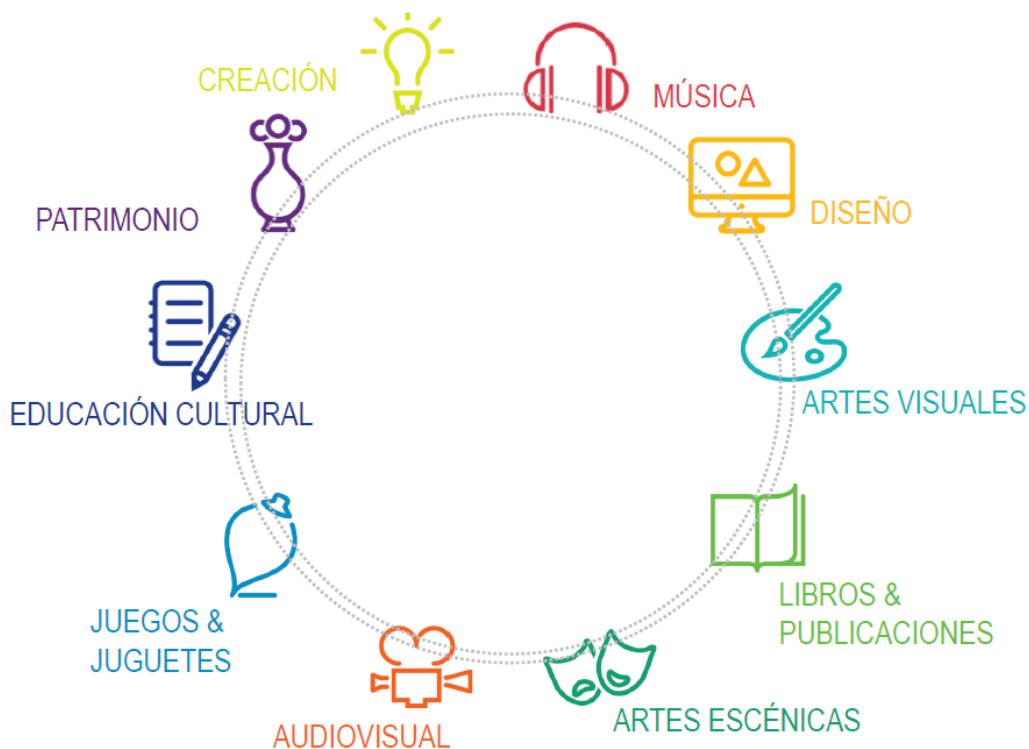 CREACIÓN
MÚSICA
PATRIMONIO
DISEÑO
EDUCACIÓN CULTURAL
ARTES VISUALES
JUEGOS &
JUGUETES
LIBROS &
PUBLICACIONES
AUDIOVISUAL
ARTES ESCÉNICAS